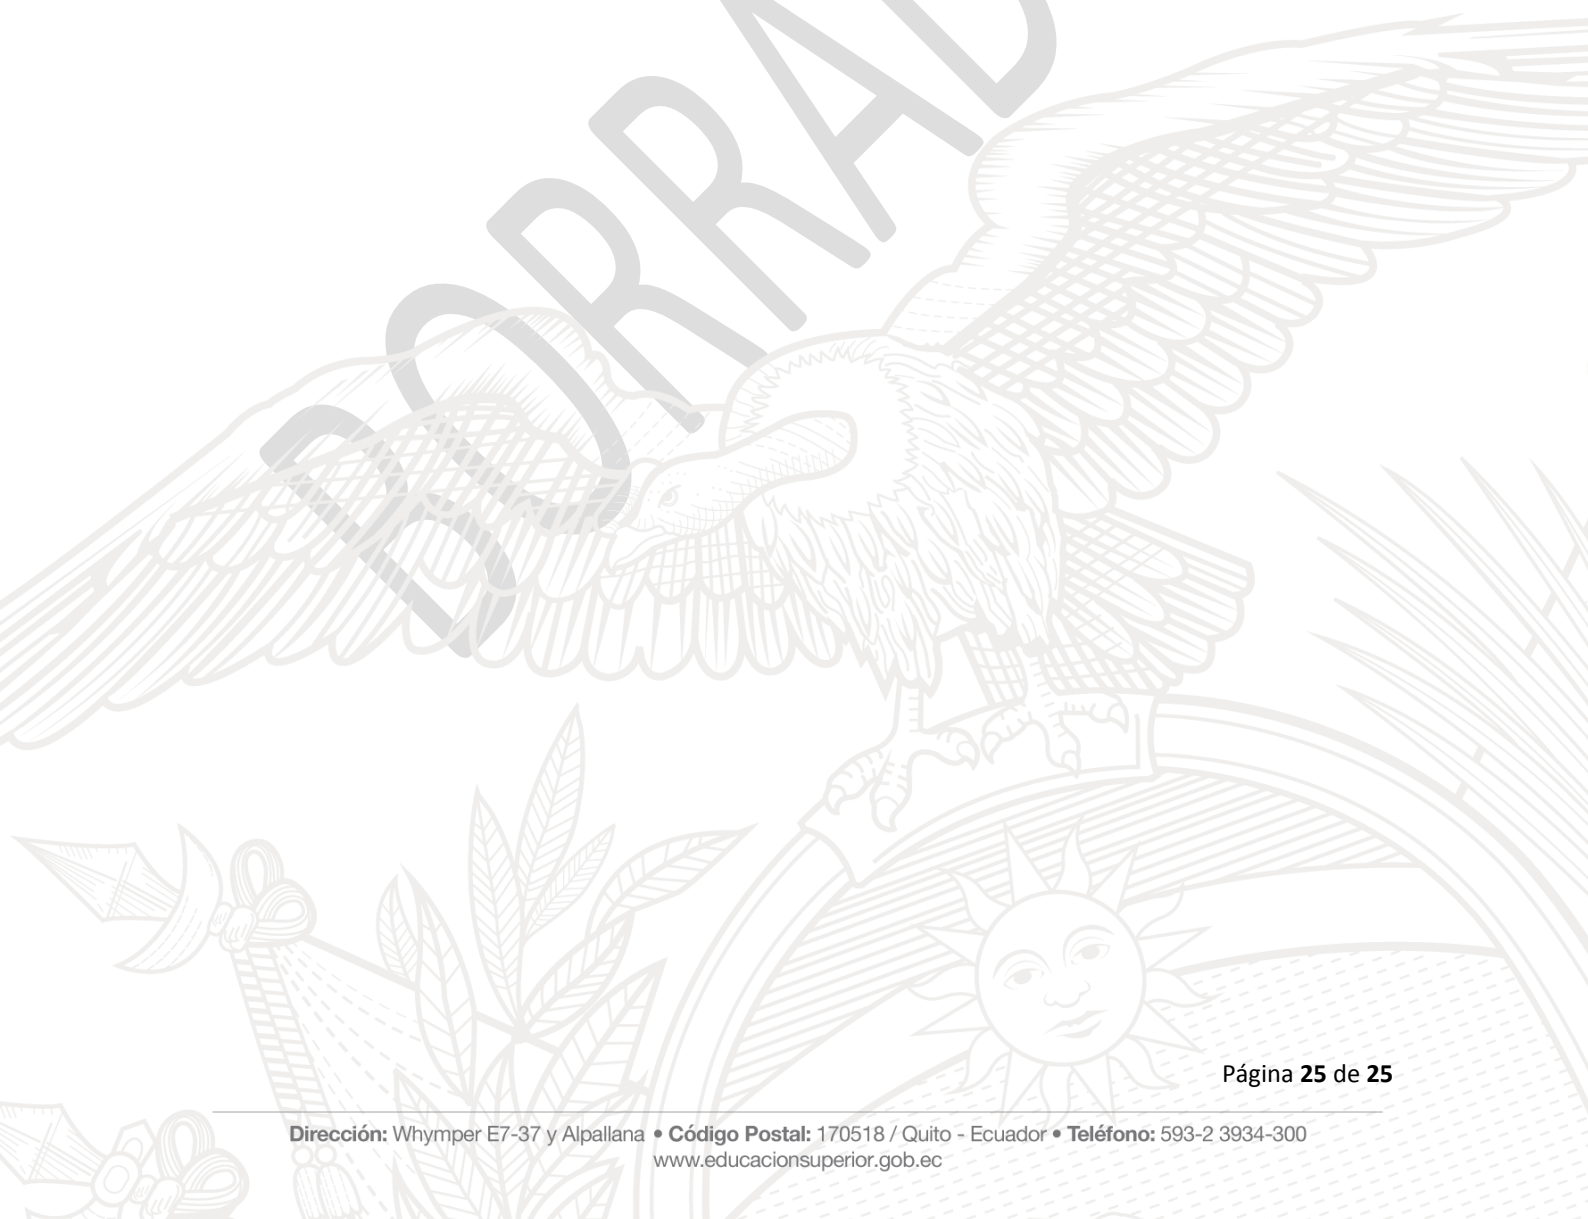 BORRAD
Página 25 de 25
Dirección: Whymper E7-37 y Alpallana • Código Postal: 170518 / Quito - Ecuador • Teléfono: 593-2 3934-300
www.educacionsuperior.gob.ec